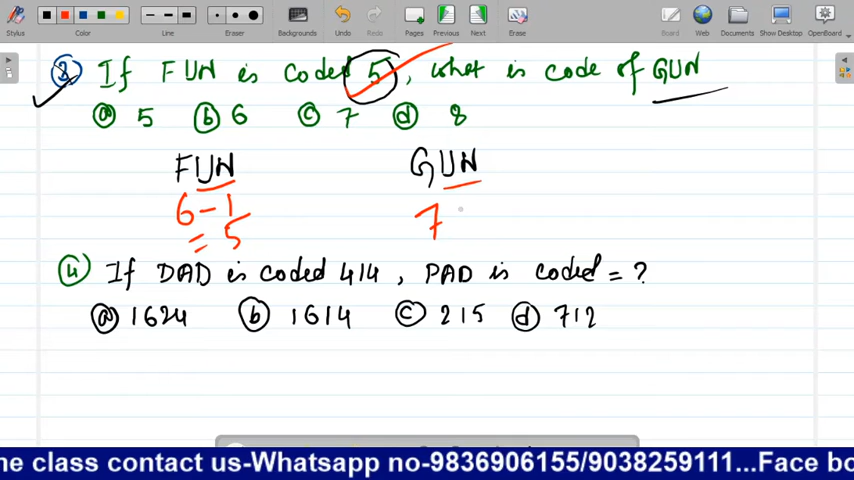 Stylus Color Line Eraser Backgrounds Undo Redo Pages Erase Board Web Documents Show Desktop OpenBoard
③ If FUN is coded 5, what is code of GUN
ⓐ 5 ⓑ 6 ⓒ 7 ⓓ 8
FUN GUN
6-1 7
= 5
④ If DAD is coded 414, PAD is coded = ?
ⓐ 1624 ⓑ 1614 ⓒ 215 ⓓ 712
he class contact us-Whatsapp no-9836906155/9038259111...Face bo